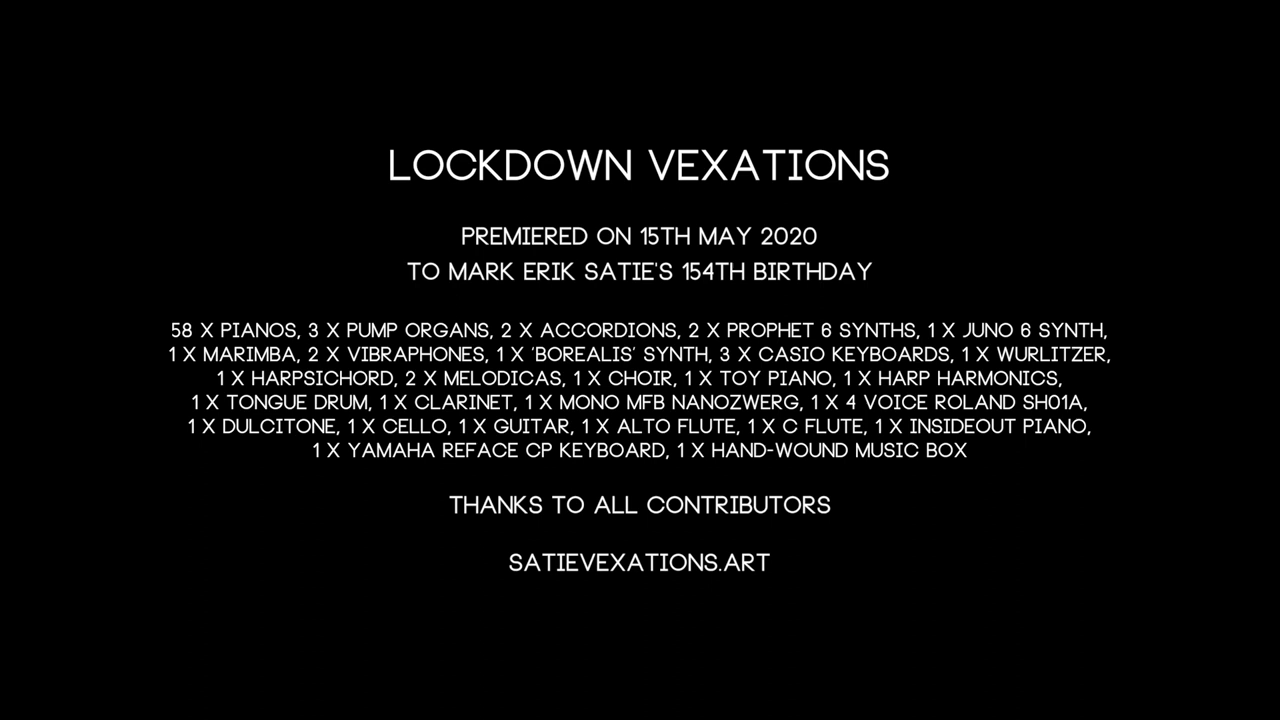 LOCKDOWN VEXATIONS
PREMIERED ON 15TH MAY 2020
TO MARK ERIK SATIE'S 154TH BIRTHDAY
58 X PIANOS, 3 X PUMP ORGANS, 2 X ACCORDIONS, 2 X PROPHET 6 SYNTHS, 1 X JUNO 6 SYNTH,
1 X MARIMBA, 2 X VIBRAPHONES, 1 X 'BOREALIS' SYNTH, 3 X CASIO KEYBOARDS, 1 X WURLITZER,
1 X HARPSICHORD, 2 X MELODICAS, 1 X CHOIR, 1 X TOY PIANO, 1 X HARP HARMONICS,
1 X TONGUE DRUM, 1 X CLARINET, 1 X MONO MFB NANOZWERG, 1 X 4 VOICE ROLAND SH01A,
1 X DULCITONE, 1 X CELLO, 1 X GUITAR, 1 X ALTO FLUTE, 1 X C FLUTE, 1 X INSIDEOUT PIANO,
1 X YAMAHA REFACE CP KEYBOARD, 1 X HAND-WOUND MUSIC BOX
THANKS TO ALL CONTRIBUTORS
SATIEVEXATIONS.ART